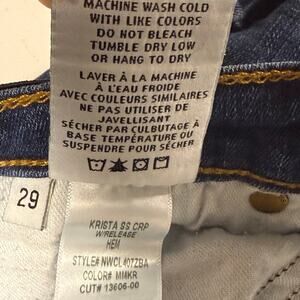 MACHINE WASH COLD
WITH LIKE COLORS
DO NOT BLEACH
TUMBLE DRY LOW
OR HANG TO DRY
LAVER À LA MACHINE
À L'EAU FROIDE
AVEC COULEURS SIMILAIRES
NE PAS UTILISER DE
JAVELLISANT
SÉCHER PAR CULBUTAGE À
BASE TEMPÉRATURE OU
SUSPENDRE POUR SÉCHER
29
KRISTA SS CRP
W/RELEASE
HEM
STYLE# NWCL407ZBA
COLOR# MMKR
CUT# 13606-00